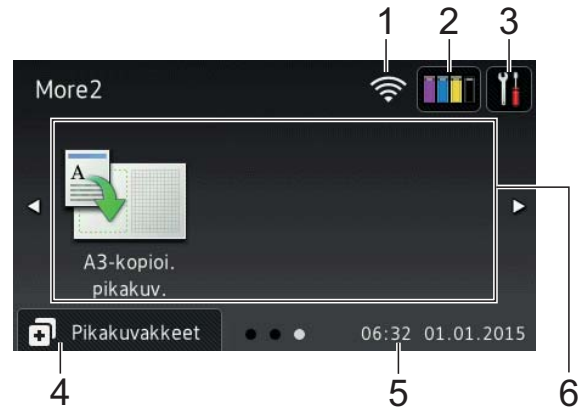 1 2 3
More2
A
A3-kopioi.
pikakuv.
Pikakuvakkeet 06:32 01.01.2015
4 5 6